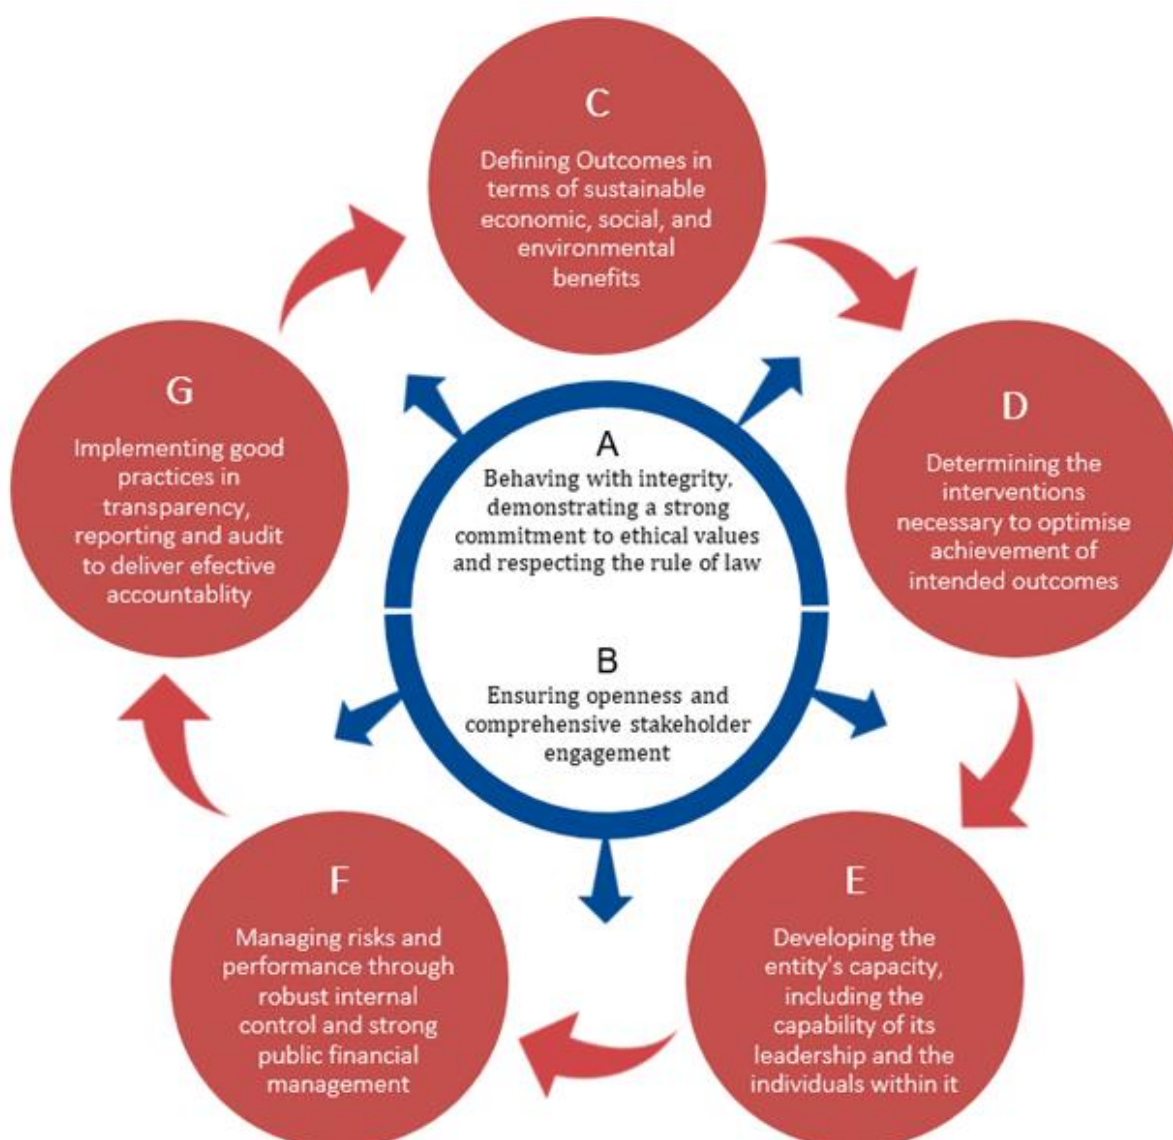 C
Defining Outcomes in
terms of sustainable
economic, social, and
environmental
benefits
G
Implementing good
practices in
transparency,
reporting and audit
to deliver efective
accountablity
A
Behaving with integrity,
demonstrating a strong
commitment to ethical values
and respecting the rule of law
D
Determining the
interventions
necessary to optimise
achievement of
intended outcomes
B
Ensuring openness and
comprehensive stakeholder
engagement
F
Managing risks and
performance through
robust internal
control and strong
public financial
management
E
Developing the
entity's capacity,
including the
capability of its
leadership and the
individuals within it